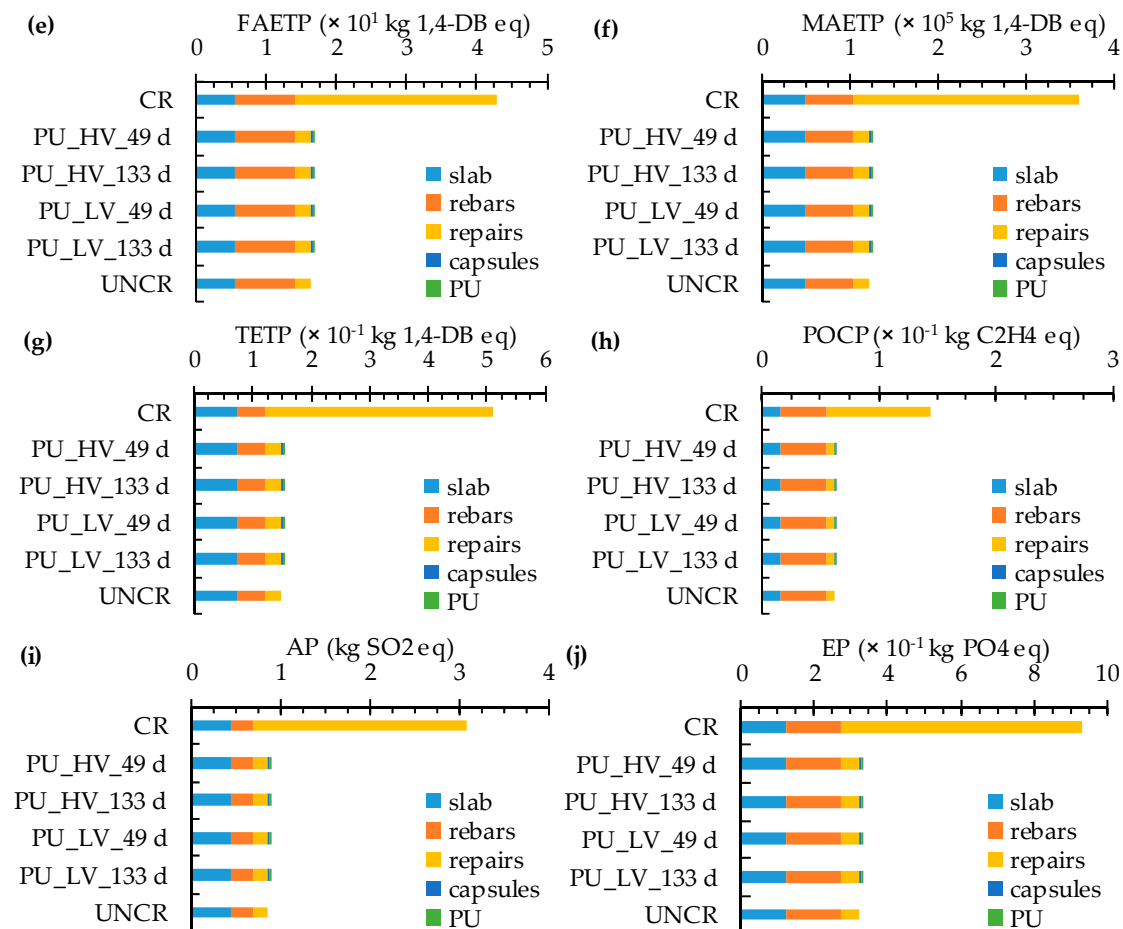 (e)
FAETP (× 10¹ kg 1,4-DB eq)
0 1 2 3 4 5
CR
PU_HV_49 d
PU_HV_133 d
PU_LV_49 d
PU_LV_133 d
UNCR
slab
rebars
repairs
capsules
PU
(f)
MAETP (× 10⁵ kg 1,4-DB eq)
0 1 2 3 4
CR
PU_HV_49 d
PU_HV_133 d
PU_LV_49 d
PU_LV_133 d
UNCR
slab
rebars
repairs
capsules
PU
(g)
TETP (× 10⁻¹ kg 1,4-DB eq)
0 1 2 3 4 5 6
CR
PU_HV_49 d
PU_HV_133 d
PU_LV_49 d
PU_LV_133 d
UNCR
slab
rebars
repairs
capsules
PU
(h)
POCP (× 10⁻¹ kg C2H4 eq)
0 1 2 3
CR
PU_HV_49 d
PU_HV_133 d
PU_LV_49 d
PU_LV_133 d
UNCR
slab
rebars
repairs
capsules
PU
(i)
AP (kg SO2 eq)
0 1 2 3 4
CR
PU_HV_49 d
PU_HV_133 d
PU_LV_49 d
PU_LV_133 d
UNCR
slab
rebars
repairs
capsules
PU
(j)
EP (× 10⁻¹ kg PO4 eq)
0 2 4 6 8 10
CR
PU_HV_49 d
PU_HV_133 d
PU_LV_49 d
PU_LV_133 d
UNCR
slab
rebars
repairs
capsules
PU